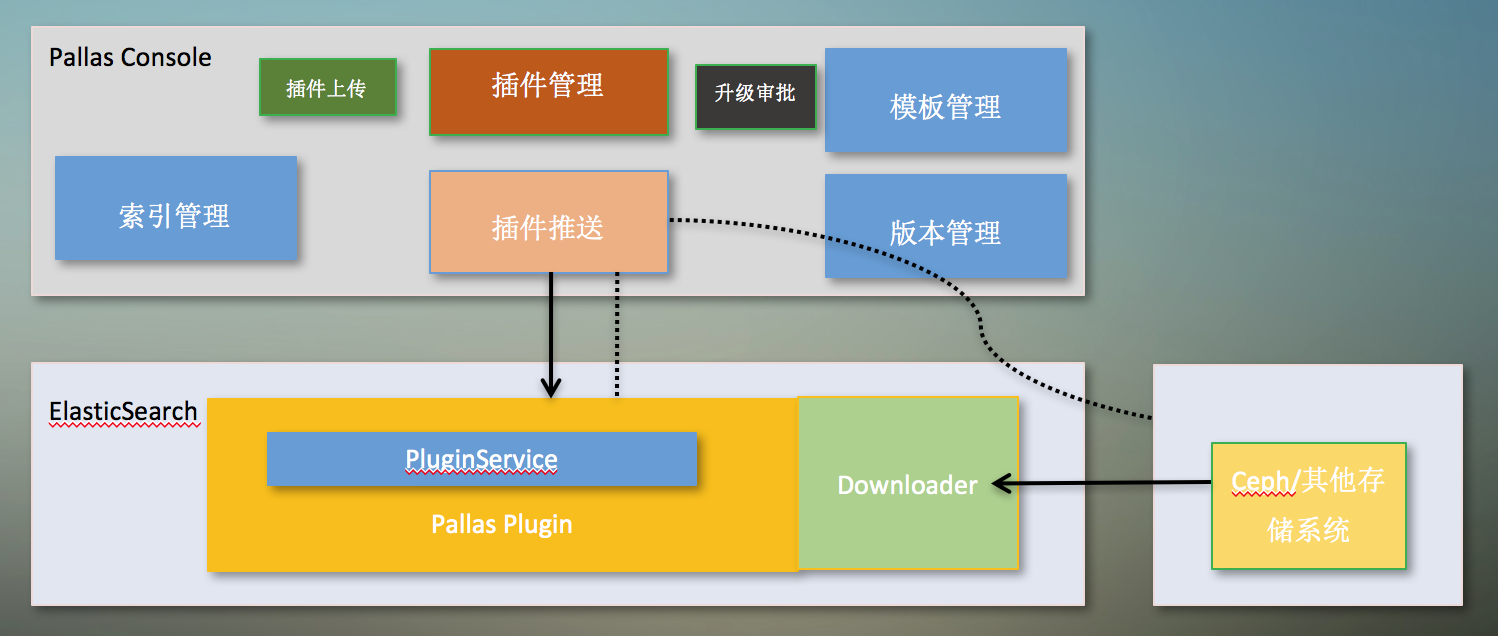 Pallas Console
插件上传
插件管理
升级审批
模板管理
索引管理
插件推送
版本管理
ElasticSearch
PluginService
Pallas Plugin
Downloader
Ceph/其他存
储系统